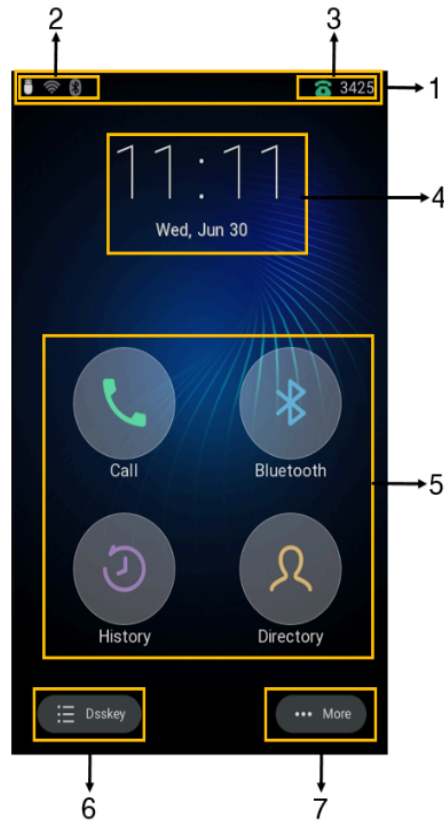 2 3
3425 1
11:11 4
Wed, Jun 30
Call Bluetooth
5
History Directory
Dsskey More
6 7